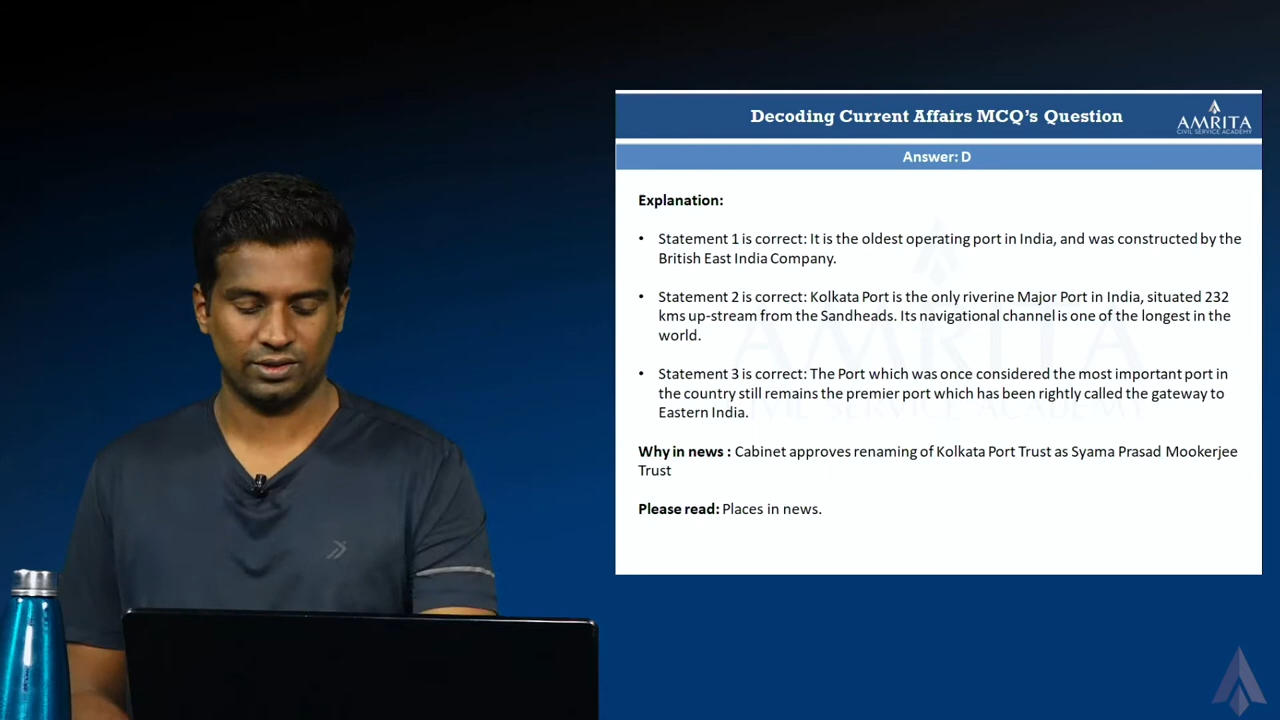 Decoding Current Affairs MCQ's Question
AMRITA
CIVIL SERVICE ACADEMY
Answer: D
Explanation:
• Statement 1 is correct: It is the oldest operating port in India, and was constructed by the
British East India Company.
• Statement 2 is correct: Kolkata Port is the only riverine Major Port in India, situated 232
kms up-stream from the Sandheads. Its navigational channel is one of the longest in the
world.
• Statement 3 is correct: The Port which was once considered the most important port in
the country still remains the premier port which has been rightly called the gateway to
Eastern India.
Why in news : Cabinet approves renaming of Kolkata Port Trust as Syama Prasad Mookerjee
Trust
Please read: Places in news.
AMRITA
CIVIL SERVICE ACADEMY